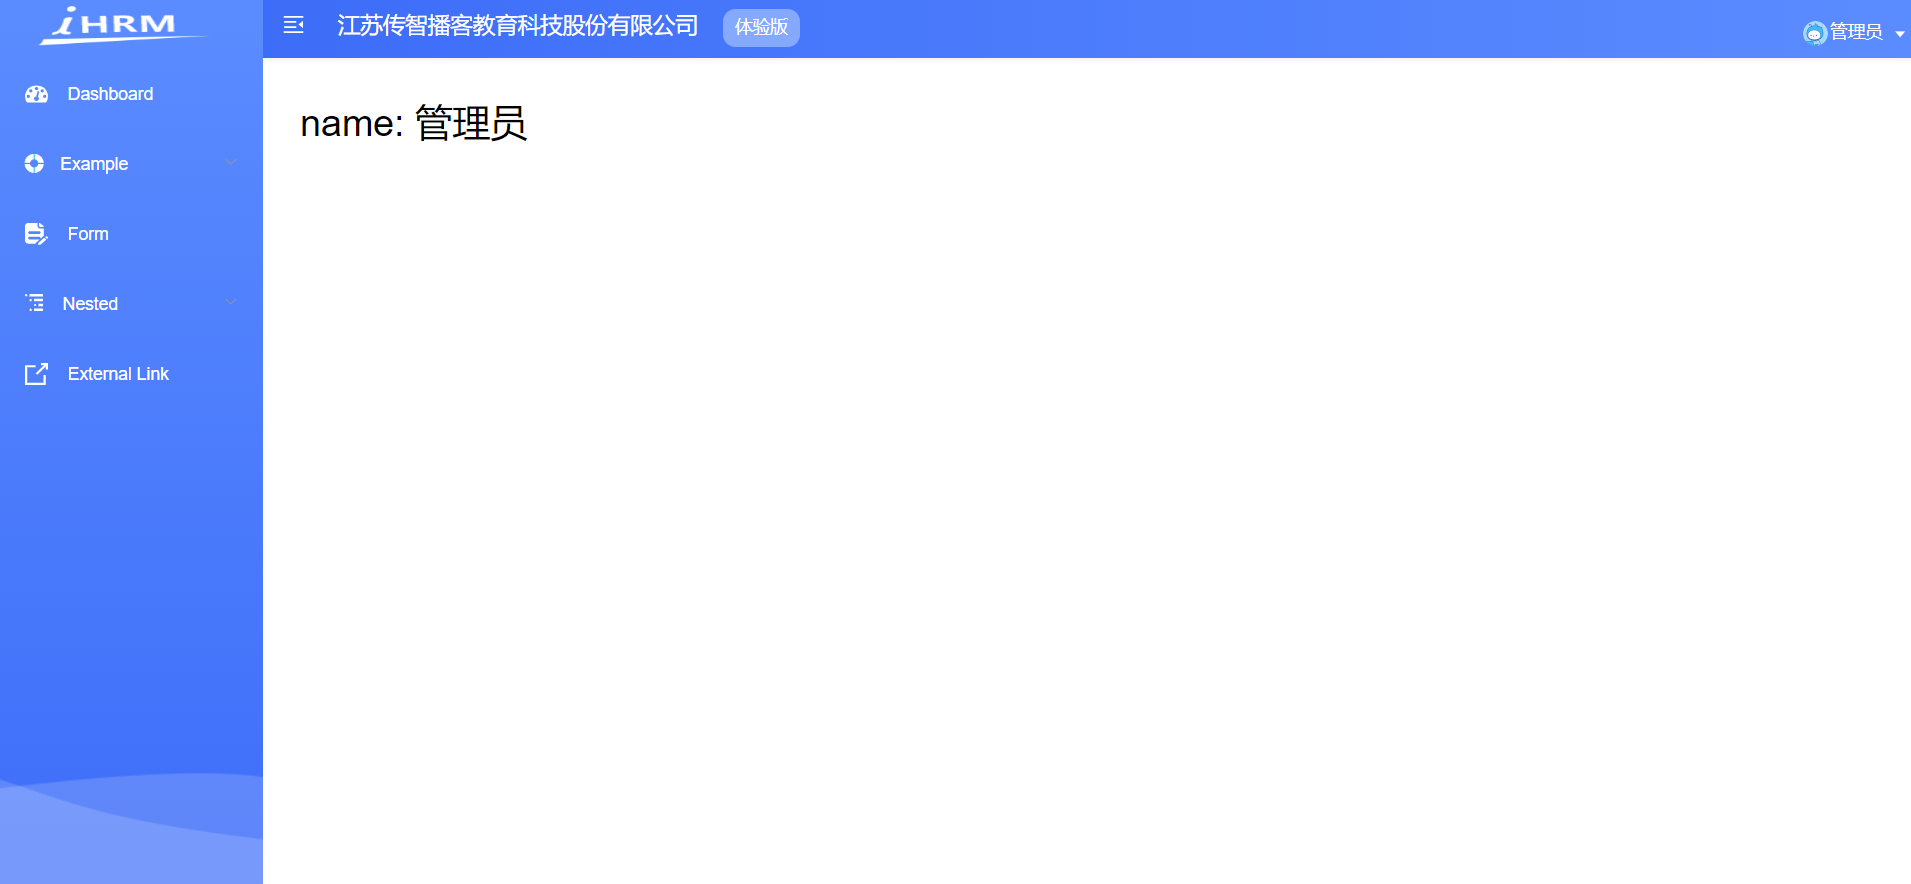 iHRM
江苏传智播客教育科技股份有限公司 体验版
管理员
Dashboard
Example
Form
Nested
External Link
name: 管理员